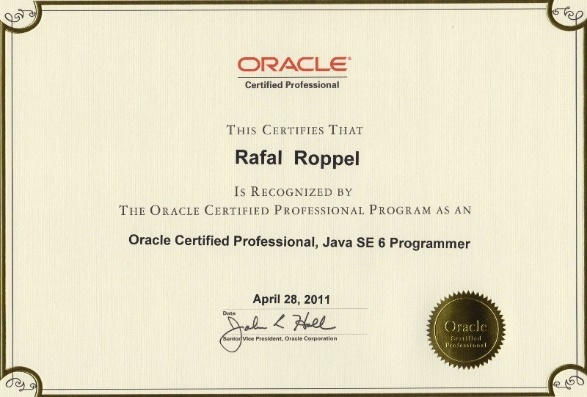 ORACLE®
Certified Professional
THIS CERTIFIES THAT
Rafal Roppel
IS RECOGNIZED BY
THE ORACLE CERTIFIED PROFESSIONAL PROGRAM AS AN
Oracle Certified Professional, Java SE 6 Programmer
April 28, 2011
Date
John L Hall
Senior Vice President, Oracle Corporation
Oracle
Certified
Professional